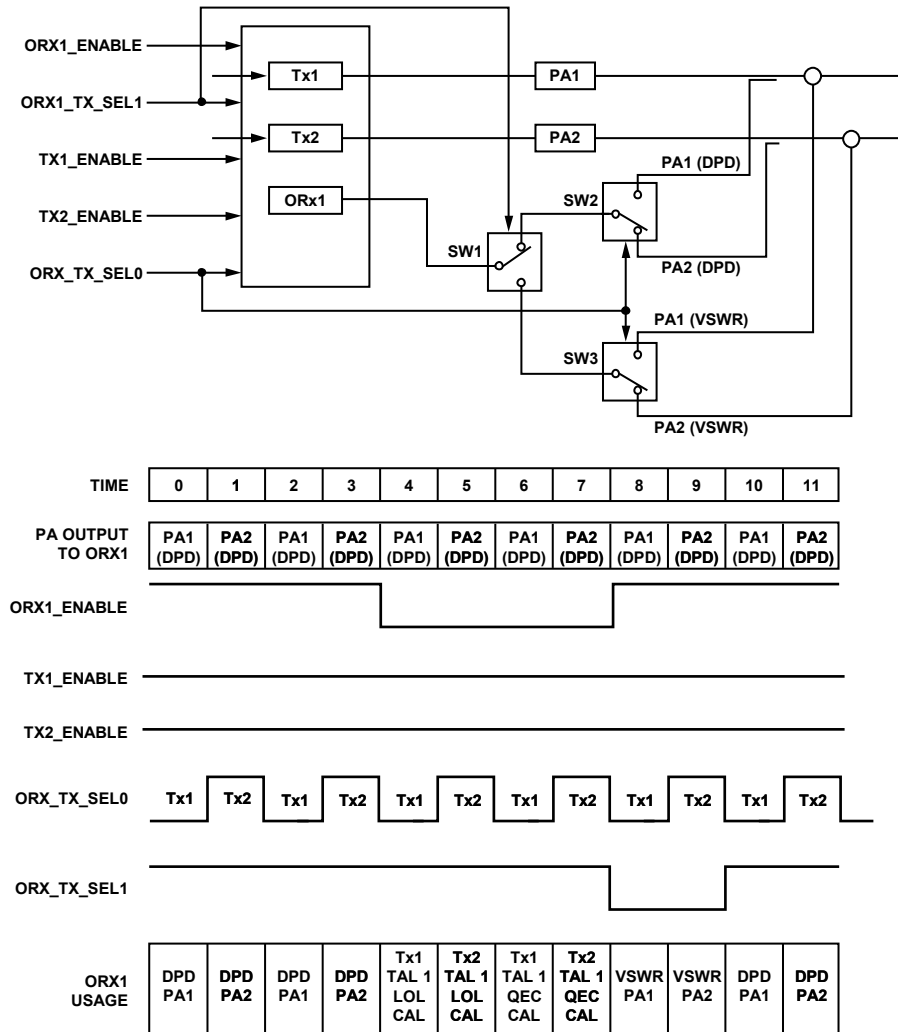 ORX1_ENABLE
Tx1
PA1
ORX1_TX_SEL1
Tx2
PA2
TX1_ENABLE
PA1 (DPD)
ORx1
SW2
TX2_ENABLE
SW1
PA2 (DPD)
ORX_TX_SEL0
PA1 (VSWR)
SW3
PA2 (VSWR)
TIME 0 1 2 3 4 5 6 7 8 9 10 11
PA OUTPUT PA1 PA2 PA1 PA2 PA1 PA2 PA1 PA2 PA1 PA2 PA1 PA2
TO ORX1 (DPD) (DPD) (DPD) (DPD) (DPD) (DPD) (DPD) (DPD) (DPD) (DPD) (DPD) (DPD)
ORX1_ENABLE
TX1_ENABLE
TX2_ENABLE
ORX_TX_SEL0 Tx1 Tx2 Tx1 Tx2 Tx1 Tx2 Tx1 Tx2 Tx1 Tx2 Tx1 Tx2
ORX_TX_SEL1
Tx1 Tx2 Tx1 Tx2
ORX1 DPD DPD DPD DPD TAL 1 TAL 1 TAL 1 TAL 1 VSWR VSWR DPD DPD
USAGE PA1 PA2 PA1 PA2 LOL LOL QEC QEC PA1 PA2 PA1 PA2
CAL CAL CAL CAL